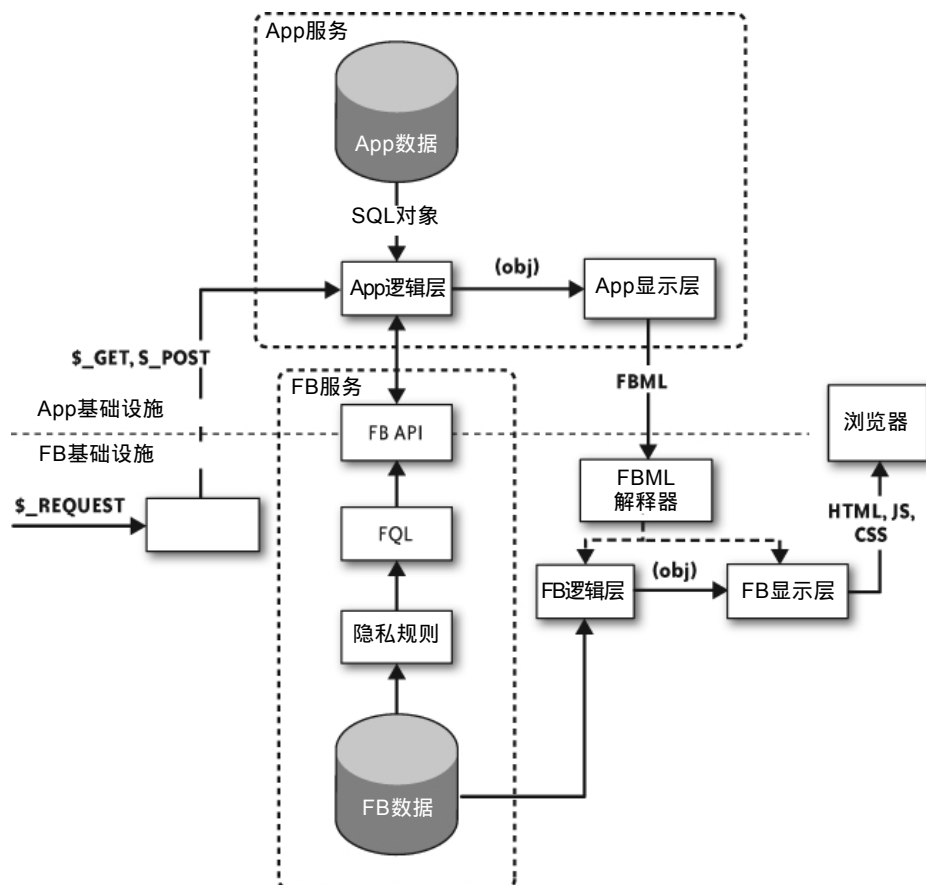 App服务
App数据
SQL对象
App逻辑层
(obj)
App显示层
$_GET, S_POST
FBML
FB服务
App基础设施
FB API
浏览器
FB基础设施
FBML
解释器
$_REQUEST
HTML, JS,
CSS
FQL
FB逻辑层
(obj)
FB显示层
隐私规则
FB数据